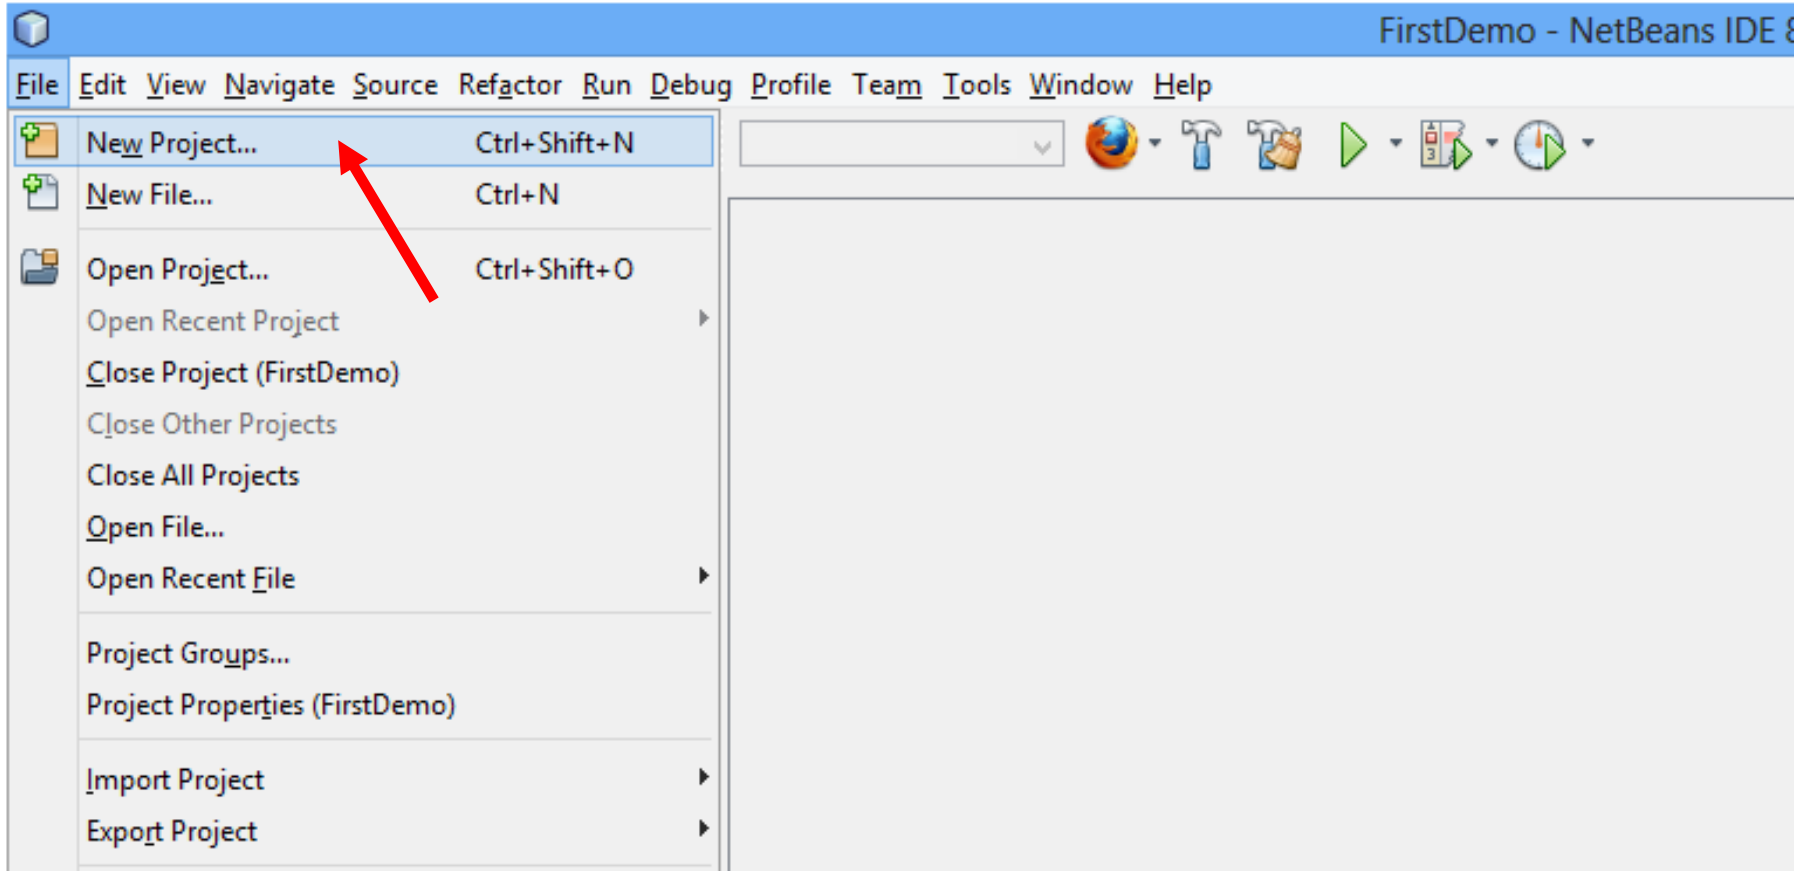 FirstDemo - NetBeans IDE 8
File Edit View Navigate Source Refactor Run Debug Profile Team Tools Window Help
New Project... Ctrl+Shift+N
New File... Ctrl+N
Open Project... Ctrl+Shift+O
Open Recent Project
Close Project (FirstDemo)
Close Other Projects
Close All Projects
Open File...
Open Recent File
Project Groups...
Project Properties (FirstDemo)
Import Project
Export Project